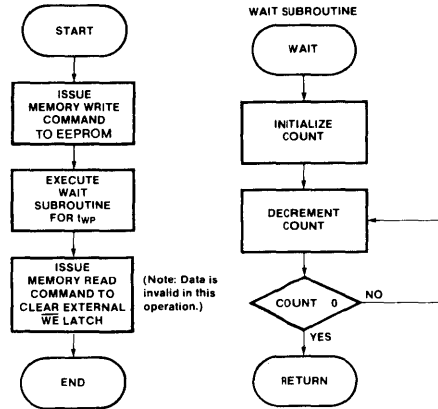 START
ISSUE
MEMORY WRITE
COMMAND
TO EEPROM
EXECUTE
WAIT
SUBROUTINE
FOR tWP
ISSUE
MEMORY READ
COMMAND TO
CLEAR EXTERNAL
WE LATCH
(Note: Data is
invalid in this
operation.)
END
WAIT SUBROUTINE
WAIT
INITIALIZE
COUNT
DECREMENT
COUNT
COUNT 0
NO
YES
RETURN